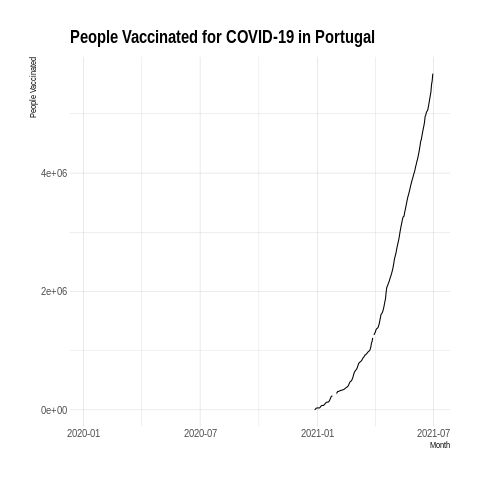 People Vaccinated for COVID-19 in Portugal
People Vaccinated
4e+06
2e+06
0e+00
2020-01 2020-07 2021-01 2021-07
Month